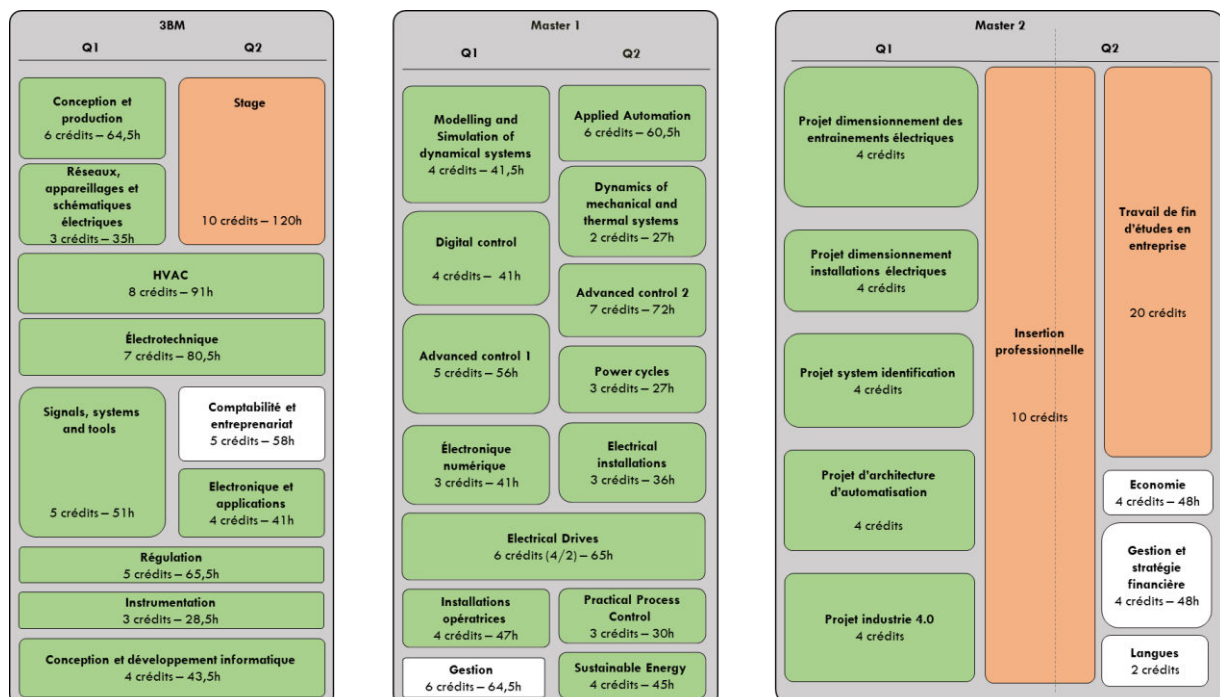 3BM
Q1
Q2
Conception et
production
6 crédits – 64,5h
Réseaux,
appareillages et
schématiques
électriques
3 crédits – 35h
Stage
10 crédits – 120h
HVAC
8 crédits – 91h
Électrotechnique
7 crédits – 80,5h
Signals, systems
and tools
5 crédits – 51h
Comptabilité et
entreprenariat
5 crédits – 58h
Electronique et
applications
4 crédits – 41h
Régulation
5 crédits – 65,5h
Instrumentation
3 crédits – 28,5h
Conception et développement informatique
4 crédits – 43,5h
Master 1
Q1
Q2
Modelling and
Simulation of
dynamical systems
4 crédits – 41,5h
Digital control
4 crédits – 41h
Advanced control 1
5 crédits – 56h
Électronique
numérique
3 crédits – 41h
Applied Automation
6 crédits – 60,5h
Dynamics of
mechanical and
thermal systems
2 crédits – 27h
Advanced control 2
7 crédits – 72h
Power cycles
3 crédits – 27h
Electrical
installations
3 crédits – 36h
Electrical Drives
6 crédits (4/2) – 65h
Installations
opératrices
4 crédits – 47h
Gestion
6 crédits – 64,5h
Practical Process
Control
3 crédits – 30h
Sustainable Energy
4 crédits – 45h
Master 2
Q1
Q2
Projet dimensionnement des
entrainements électriques
4 crédits
Projet dimensionnement
installations électriques
4 crédits
Projet system identification
4 crédits
Projet d'architecture
d'automatisation
4 crédits
Projet industrie 4.0
4 crédits
Insertion
professionnelle
10 crédits
Travail de fin
d'études en
entreprise
20 crédits
Economie
4 crédits – 48h
Gestion et
stratégie
financière
4 crédits – 48h
Langues
2 crédits